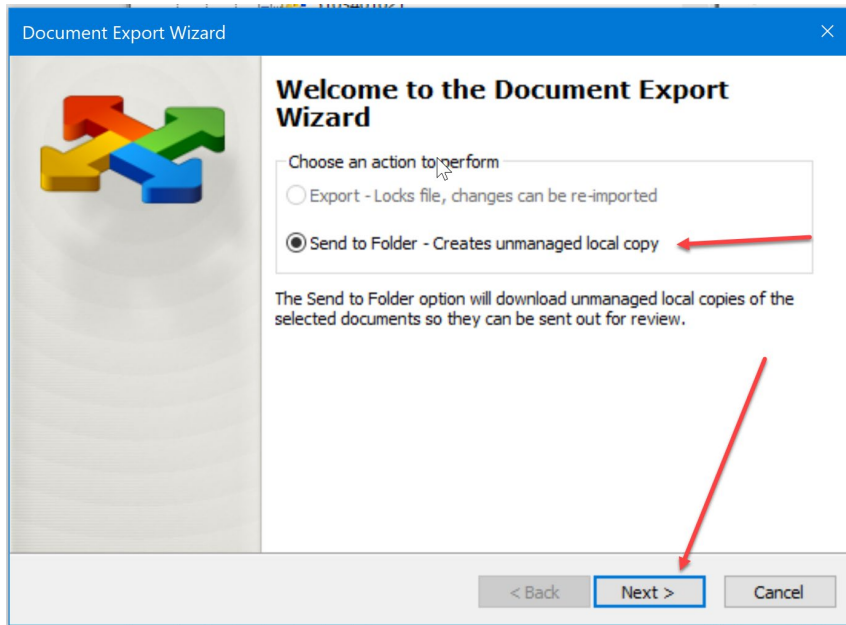 Document Export Wizard
Welcome to the Document Export
Wizard
Choose an action to perform
Export - Locks file, changes can be re-imported
Send to Folder - Creates unmanaged local copy
The Send to Folder option will download unmanaged local copies of the
selected documents so they can be sent out for review.
< Back
Next >
Cancel